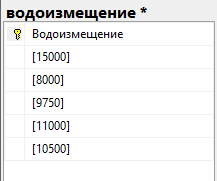 водоизмещение *
Водоизмещение
[15000]
[8000]
[9750]
[11000]
[10500]